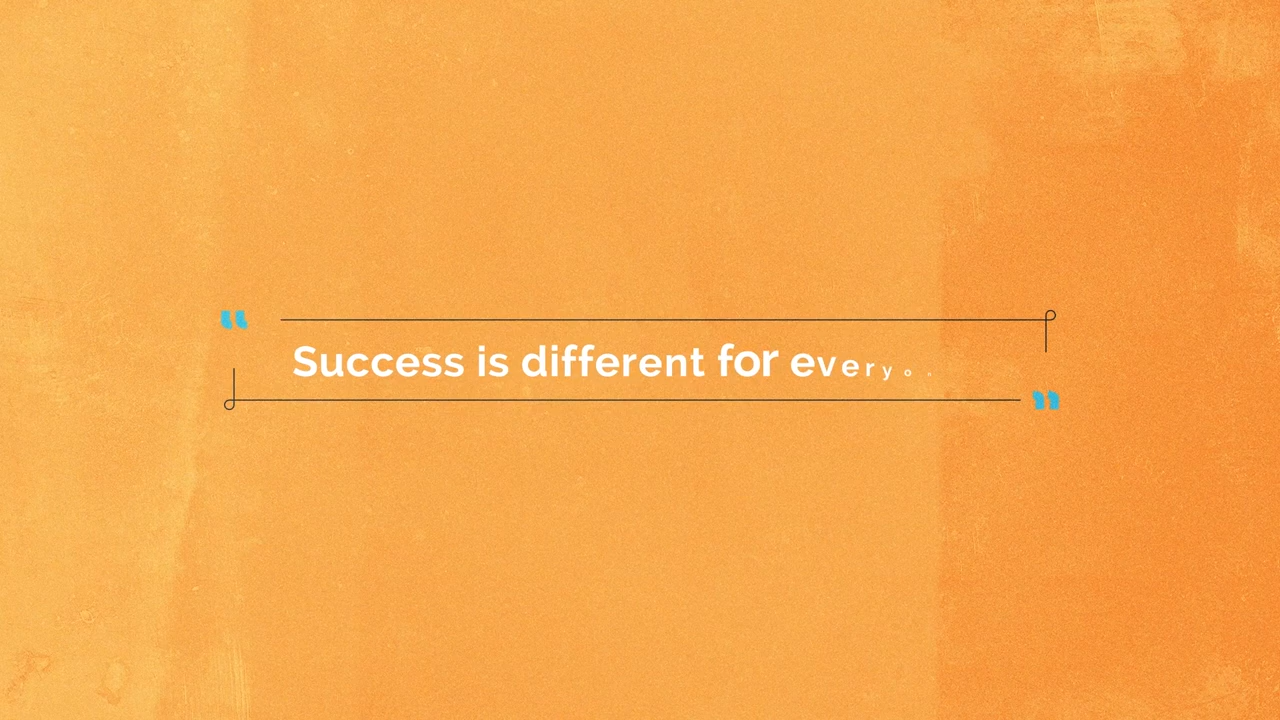 “Success is different for everyo
”